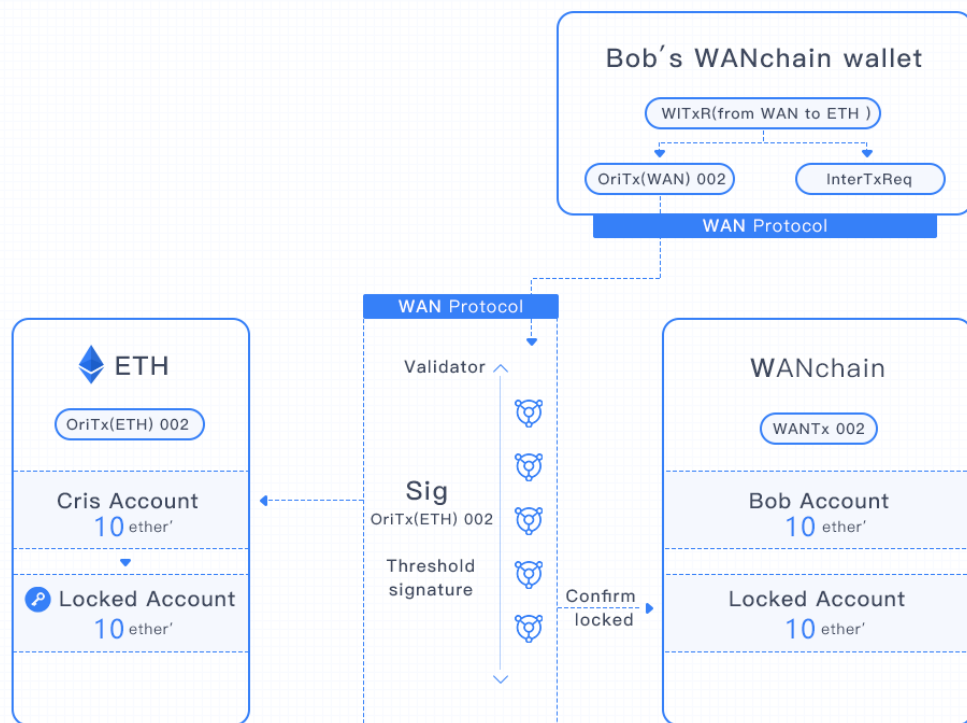 Bob′s WANchain wallet
WITxR(from WAN to ETH )
OriTx(WAN) 002
InterTxReq
WAN Protocol
WAN Protocol
ETH
OriTx(ETH) 002
Cris Account
10 ether′
Locked Account
10 ether′
Validator
Sig
OriTx(ETH) 002
Threshold
signature
Confirm
locked
WANchain
WANTx 002
Bob Account
10 ether′
Locked Account
10 ether′